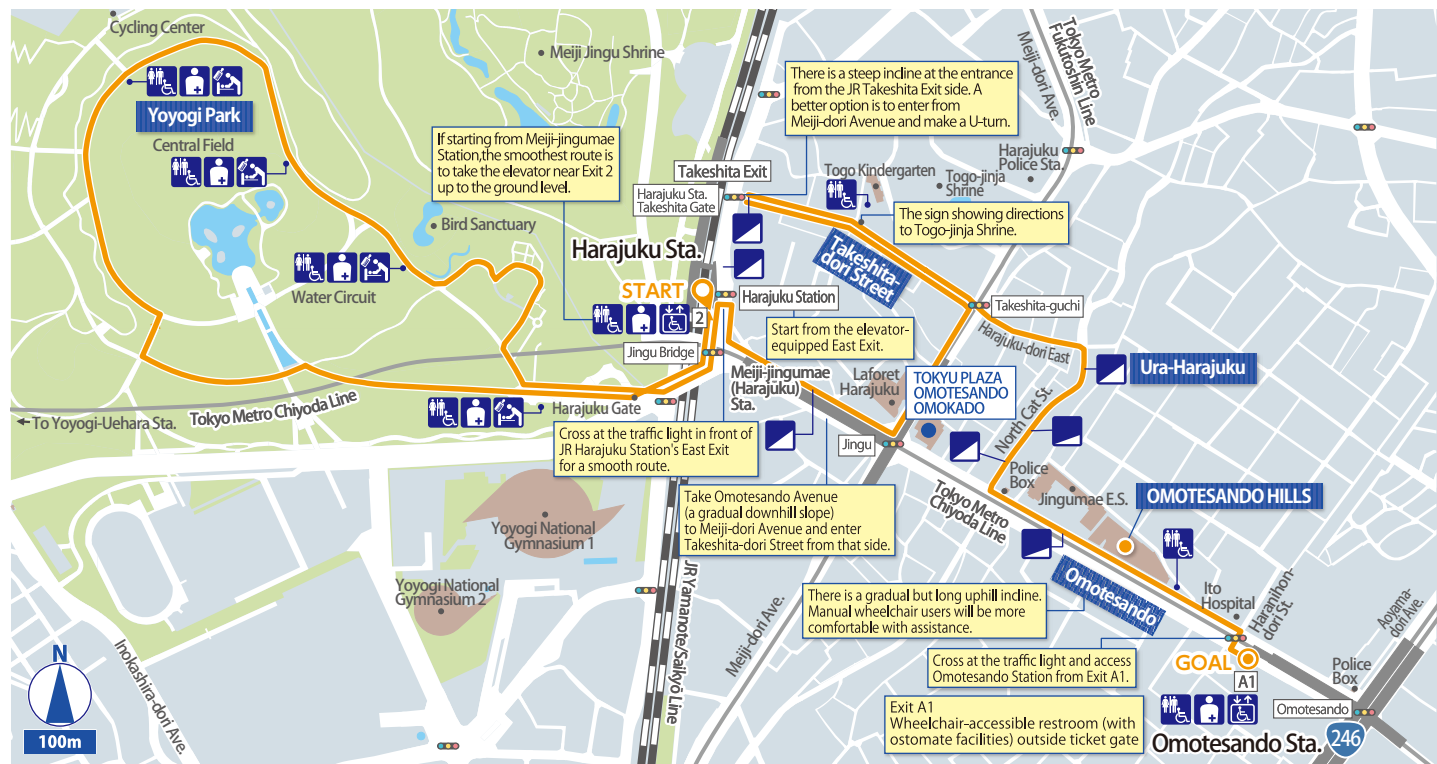 Cycling Center
Meiji Jingu Shrine
Tokyo Metro
Fukutoshin Line
Meiji-dori Ave.
There is a steep incline at the entrance
from the JR Takeshita Exit side. A
better option is to enter from
Meiji-dori Avenue and make a U-turn.
Yoyogi Park
Central Field
If starting from Meiji-jingumae
Station,the smoothest route is
to take the elevator near Exit 2
up to the ground level.
Takeshita Exit
Harajuku Sta.
Takeshita Gate
Togo Kindergarten
Togo-jinja
Shrine
Harajuku
Police Sta.
The sign showing directions
to Togo-jinja Shrine.
Bird Sanctuary
Harajuku Sta.
Takeshita-
dori Street
Water Circuit
START
2
Harajuku Station
Takeshita-guchi
Start from the elevator-
equipped East Exit.
Harajuku-dori East
Jingu Bridge
Meiji-jingumae
(Harajuku)
Sta.
Laforet
Harajuku
TOKYU PLAZA
OMOTESANDO
OMOKADO
Ura-Harajuku
North Cat St.
To Yoyogi-Uehara Sta.
Tokyo Metro Chiyoda Line
Harajuku Gate
Cross at the traffic light in front of
JR Harajuku Station's East Exit
for a smooth route.
Jingu
Police
Box
Jingumae E.S.
OMOTESANDO HILLS
Tokyo Metro
Chiyoda Line
Take Omotesando Avenue
(a gradual downhill slope)
to Meiji-dori Avenue and enter
Takeshita-dori Street from that side.
Yoyogi National
Gymnasium 1
Yoyogi National
Gymnasium 2
JR Yamanote/Saikyō Line
Meiji-dori Ave.
There is a gradual but long uphill incline.
Manual wheelchair users will be more
comfortable with assistance.
Omotesando
Ito
Hospital
Haranihon-
dori St.
Aoyama-
dori Ave.
Cross at the traffic light and access
Omotesando Station from Exit A1.
GOAL
A1
Police
Box
Omotesando
Exit A1
Wheelchair-accessible restroom (with
ostomate facilities) outside ticket gate
Omotesando Sta.
246
Inokashira-dori Ave.
N
100m